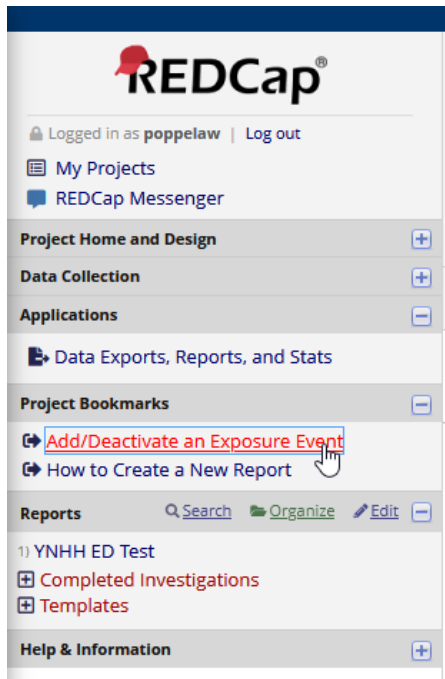 REDCap®
Logged in as poppelaw | Log out
My Projects
REDCap Messenger
Project Home and Design
Data Collection
Applications
Data Exports, Reports, and Stats
Project Bookmarks
Add/Deactivate an Exposure Event
How to Create a New Report
Reports Search Organize Edit
1) YNHH ED Test
Completed Investigations
Templates
Help & Information